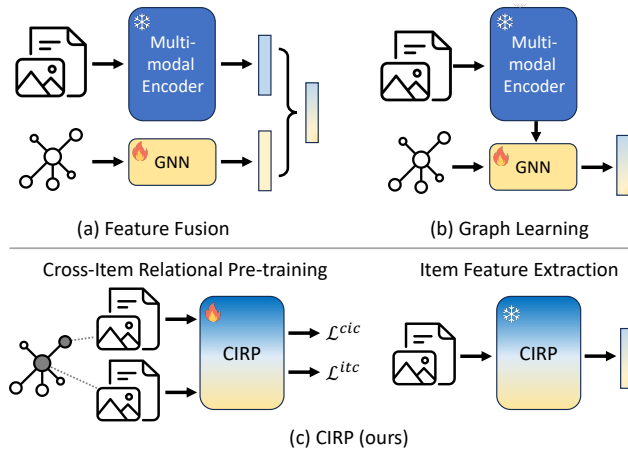 Multi-
modal
Encoder
GNN
(a) Feature Fusion
Multi-
modal
Encoder
GNN
(b) Graph Learning
Cross-Item Relational Pre-training
CIRP
ℒ^{cic}
ℒ^{itc}
Item Feature Extraction
CIRP
(c) CIRP (ours)